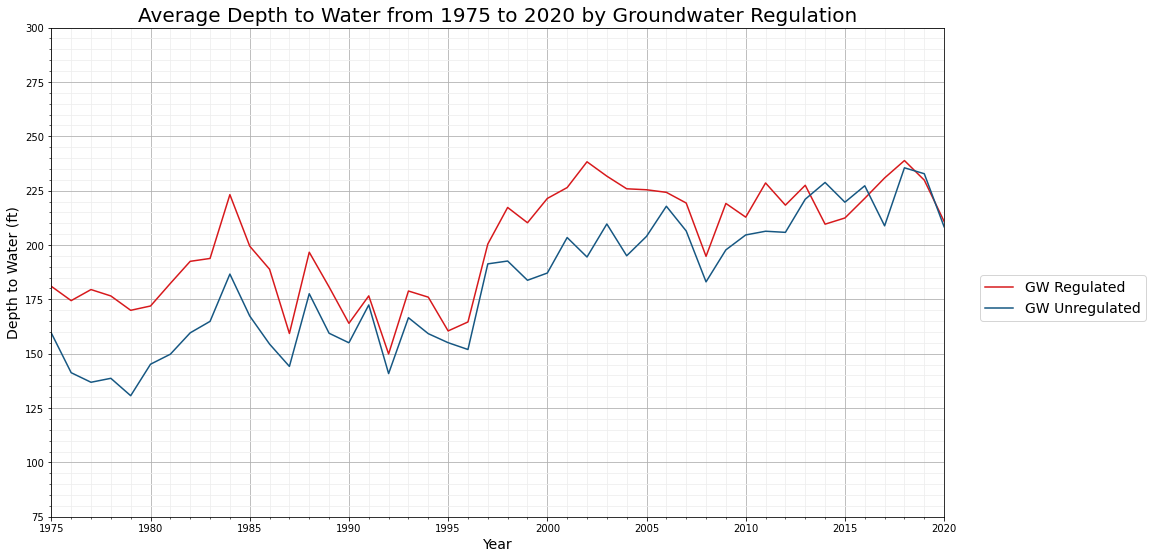 Average Depth to Water from 1975 to 2020 by Groundwater Regulation
300
275
250
225
200
175
150
125
100
75
Depth to Water (ft)
1975 1980 1985 1990 1995 2000 2005 2010 2015 2020
Year
GW Regulated
GW Unregulated